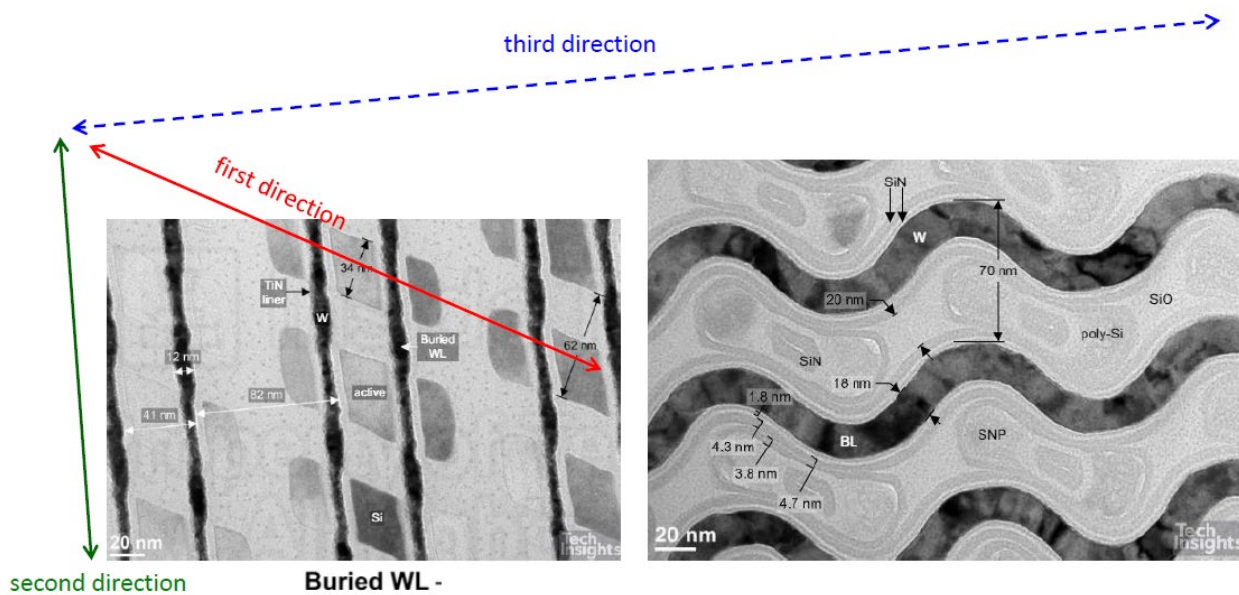 third direction
first direction
34 nm
TiN
liner
W
Buried
WL
62 nm
12 nm
active
82 nm
41 nm
Si
20 nm
Tech
Insights
second direction
Buried WL -
SiN
W
70 nm
20 nm
SiO
poly-Si
SiN
18 nm
1.8 nm
BL
SNP
4.3 nm
3.8 nm
4.7 nm
20 nm
Tech
Insights